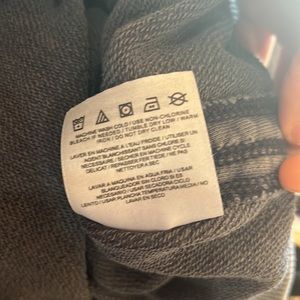 MACHINE WASH COLD / USE NON-CHLORINE
BLEACH IF NEEDED / TUMBLE DRY LOW / WARM
IRON / DO NOT DRY CLEAN
LAVER EN MACHINE A L'EAU FROIDE / UTILISER UN
AGENT BLANCHISSANT SANS CHLORE SI
NÉCESSAIRE / SÉCHER EN MACHINE CYCLE
DÉLICAT / REPASSER FER TIÈDE / NE PAS
NETTOYER À SEC
LAVAR A MAQUINA EN AGUA FRIA / USAR
BLANQUEADOR SIN CLORO SI ES
NECESARIO / USAR SECADORA CICLO
LENTO / USAR PLANCHA TEMPERATURA MEDIA / NO
LAVAR EN SECO